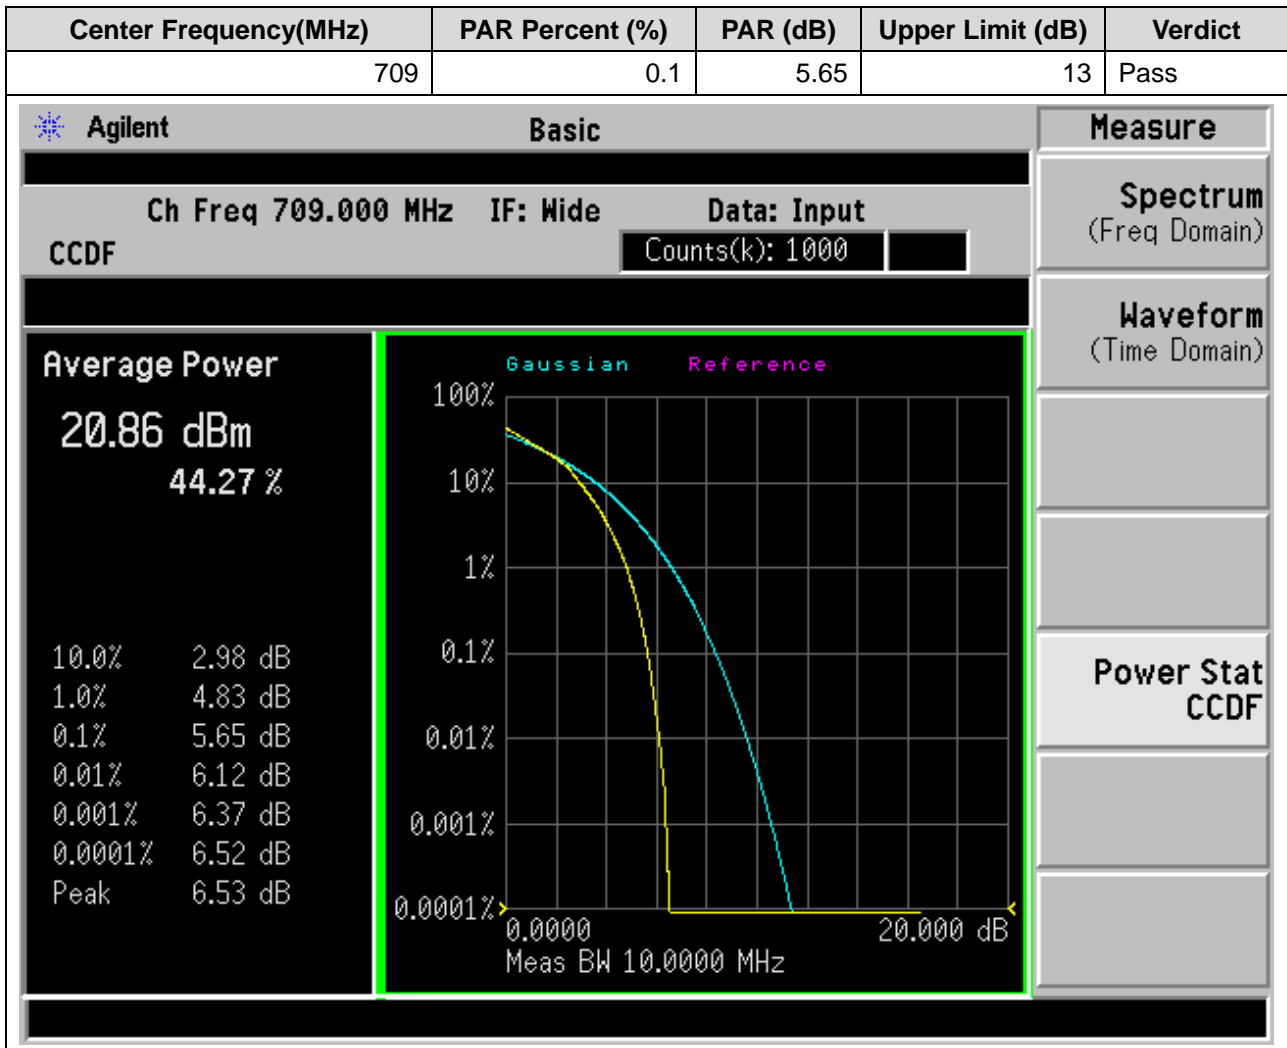 Center Frequency(MHz) PAR Percent (%) PAR (dB) Upper Limit (dB) Verdict
709 0.1 5.65 13 Pass
Agilent Basic Measure
Ch Freq 709.000 MHz IF: Wide Data: Input
CCDF Counts(k): 1000
Average Power
20.86 dBm
44.27 %
10.0% 2.98 dB
1.0% 4.83 dB
0.1% 5.65 dB
0.01% 6.12 dB
0.001% 6.37 dB
0.0001% 6.52 dB
Peak 6.53 dB
Gaussian Reference
100%
10%
1%
0.1%
0.01%
0.001%
0.0001%
0.0000 20.000 dB
Meas BW 10.0000 MHz
Spectrum
(Freq Domain)
Waveform
(Time Domain)
Power Stat
CCDF